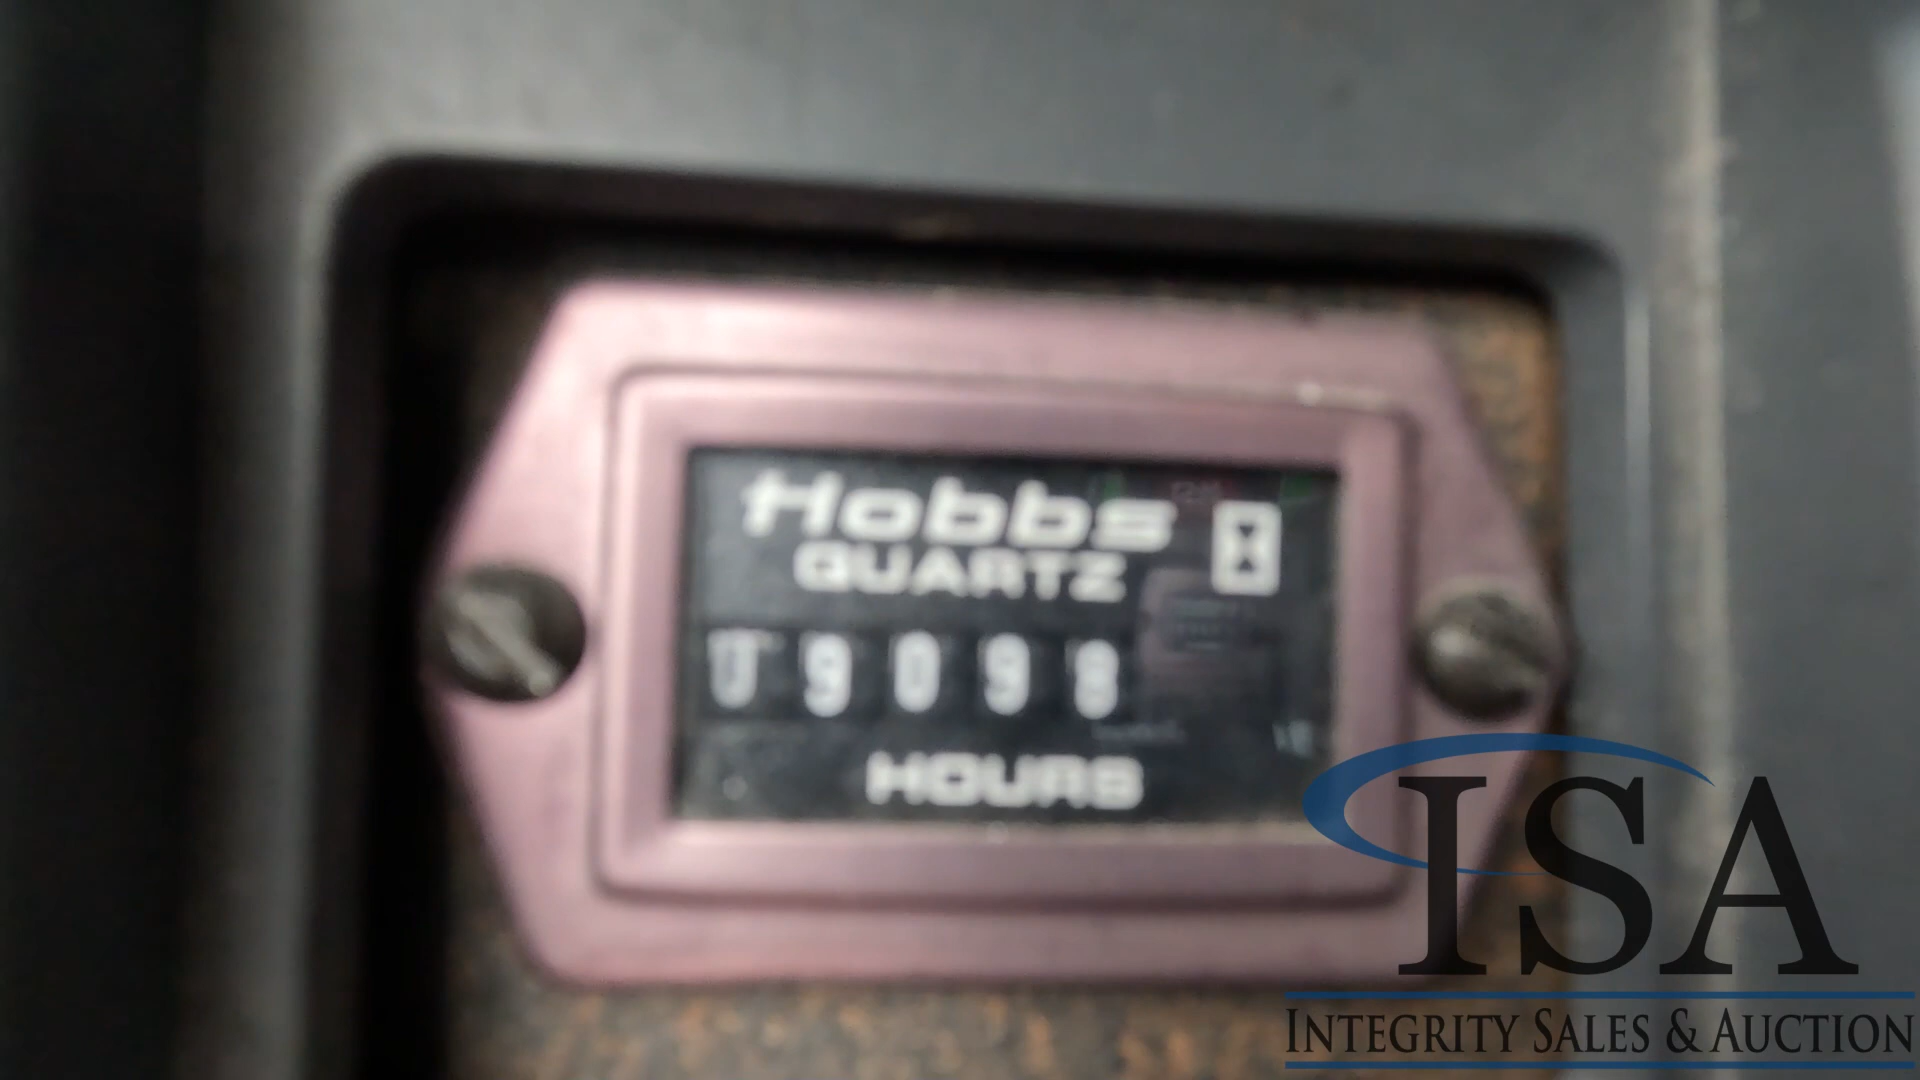 Hobbs
QUARTZ
09098
HOURS
ISA
INTEGRITY SALES & AUCTION